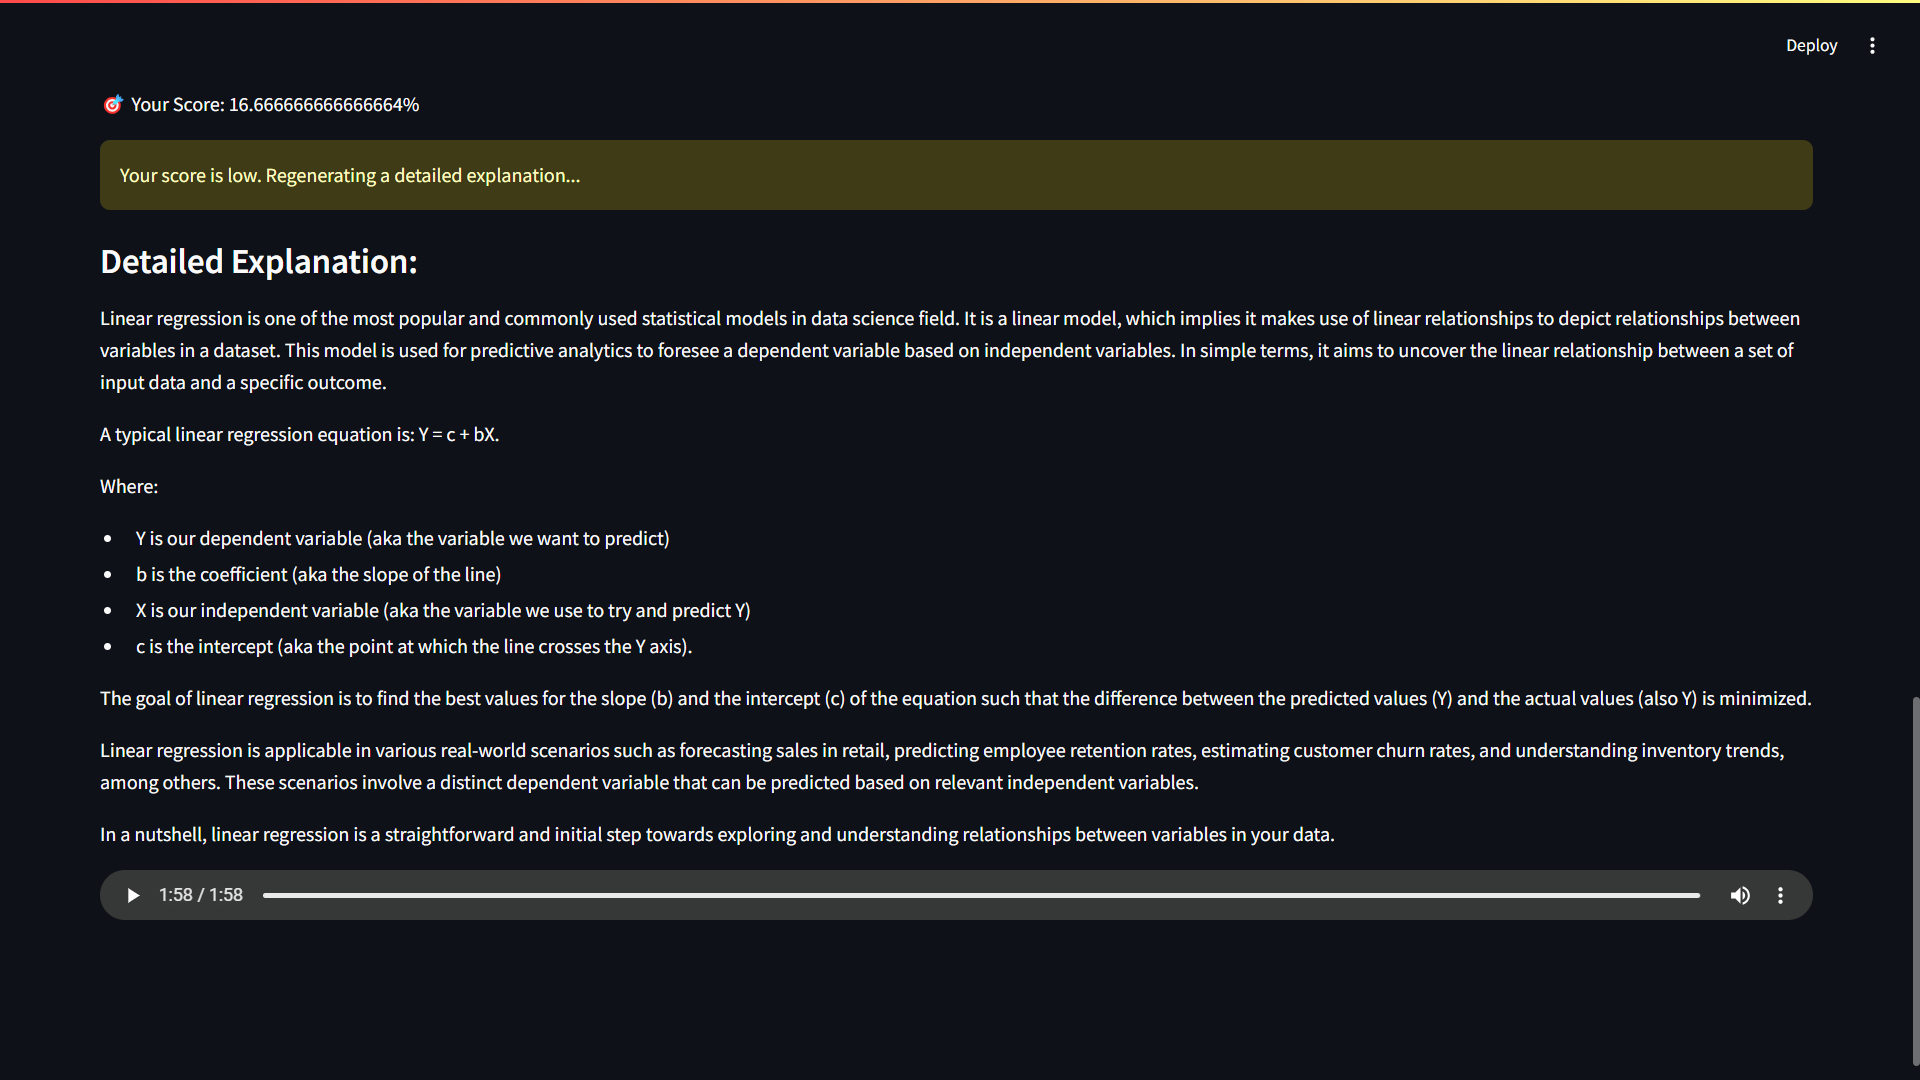 Deploy
🎯 Your Score: 16.666666666666664%
Your score is low. Regenerating a detailed explanation...
Detailed Explanation:
Linear regression is one of the most popular and commonly used statistical models in data science field. It is a linear model, which implies it makes use of linear relationships to depict relationships between
variables in a dataset. This model is used for predictive analytics to foresee a dependent variable based on independent variables. In simple terms, it aims to uncover the linear relationship between a set of
input data and a specific outcome.
A typical linear regression equation is: Y = c + bX.
Where:
• Y is our dependent variable (aka the variable we want to predict)
• b is the coefficient (aka the slope of the line)
• X is our independent variable (aka the variable we use to try and predict Y)
• c is the intercept (aka the point at which the line crosses the Y axis).
The goal of linear regression is to find the best values for the slope (b) and the intercept (c) of the equation such that the difference between the predicted values (Y) and the actual values (also Y) is minimized.
Linear regression is applicable in various real-world scenarios such as forecasting sales in retail, predicting employee retention rates, estimating customer churn rates, and understanding inventory trends,
among others. These scenarios involve a distinct dependent variable that can be predicted based on relevant independent variables.
In a nutshell, linear regression is a straightforward and initial step towards exploring and understanding relationships between variables in your data.
1:58 / 1:58